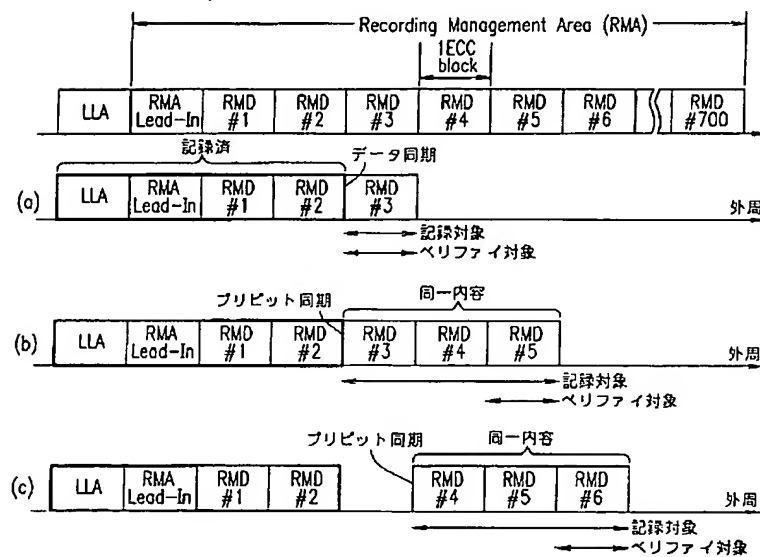 Recording Management Area (RMA)
1ECC
block
LLA
RMA
Lead-In
RMD
#1
RMD
#2
RMD
#3
RMD
#4
RMD
#5
RMD
#6
RMD
#700
記録済
データ同期
(a)
LLA
RMA
Lead-In
RMD
#1
RMD
#2
RMD
#3
外周
記録対象
ベリファイ対象
プリピット同期
同一内容
(b)
LLA
RMA
Lead-In
RMD
#1
RMD
#2
RMD
#3
RMD
#4
RMD
#5
外周
記録対象
ベリファイ対象
プリピット同期
同一内容
(c)
LLA
RMA
Lead-In
RMD
#1
RMD
#2
RMD
#4
RMD
#5
RMD
#6
外周
記録対象
ベリファイ対象